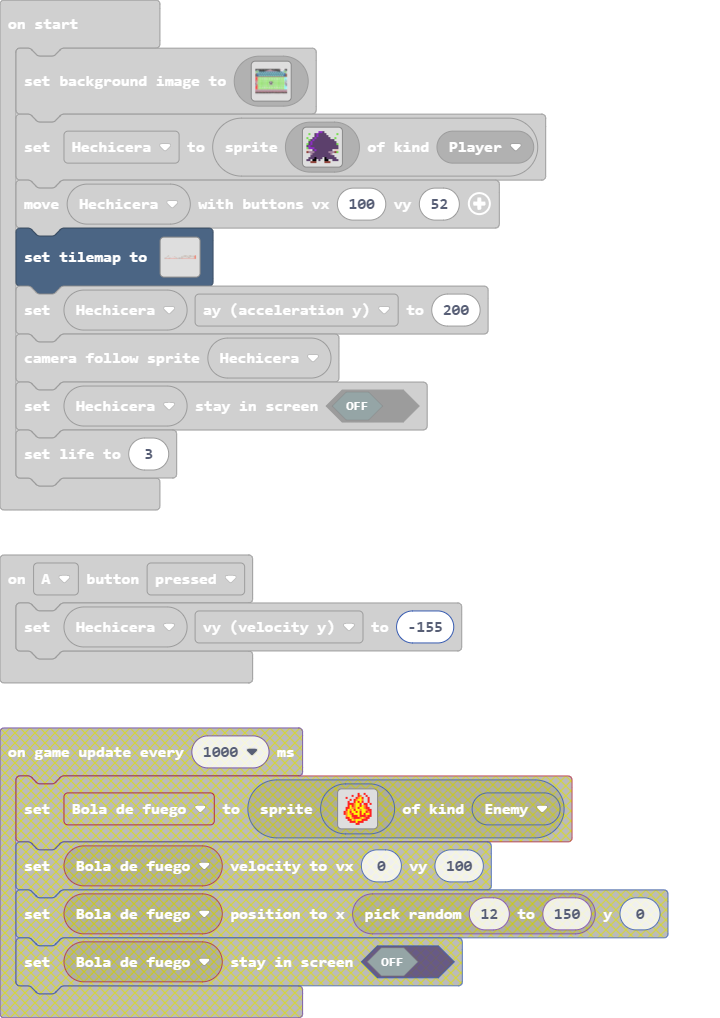 on start
set background image to
set Hechicera to sprite of kind Player
move Hechicera with buttons vx 100 vy 52
set tilemap to
set Hechicera ay (acceleration y) to 200
camera follow sprite Hechicera
set Hechicera stay in screen OFF
set life to 3
on A button pressed
set Hechicera vy (velocity y) to -155
on game update every 1000 ms
set Bola de fuego to sprite of kind Enemy
set Bola de fuego velocity to vx 0 vy 100
set Bola de fuego position to x pick random 12 to 150 y 0
set Bola de fuego stay in screen OFF